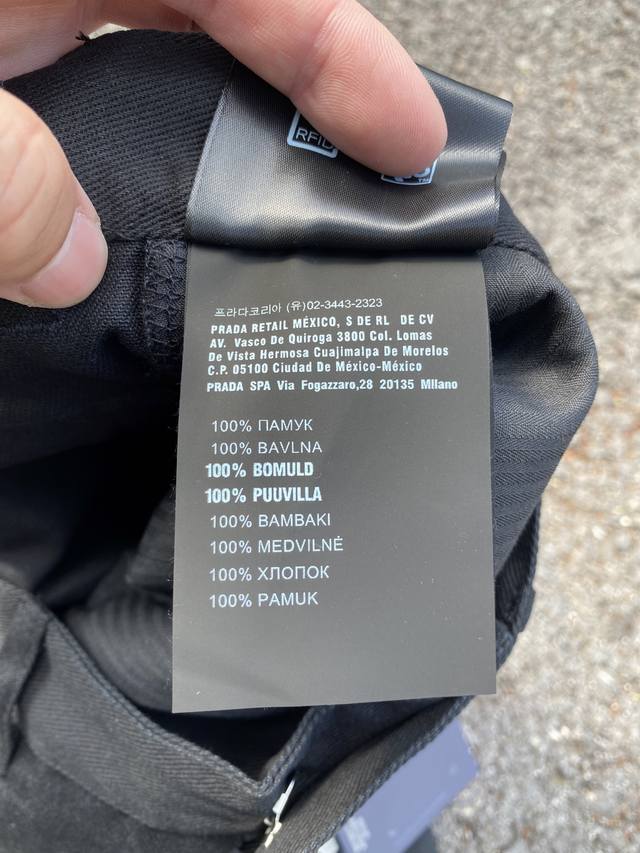 RFID
TM
프라다코리아 (유)02-3443-2323
PRADA RETAIL MÉXICO, S DE RL DE CV
AV. Vasco De Quiroga 3800 Col. Lomas
De Vista Hermosa Cuajimalpa De Morelos
C.P. 05100 Ciudad De México-México
PRADA SPA Via Fogazzaro,28 20135 Milano
100% ПАМУК
100% BAVLNA
100% BOMULD
100% PUUVILLA
100% BAMBAKI
100% MEDVILNĖ
100% ХЛОПОК
100% PAMUK